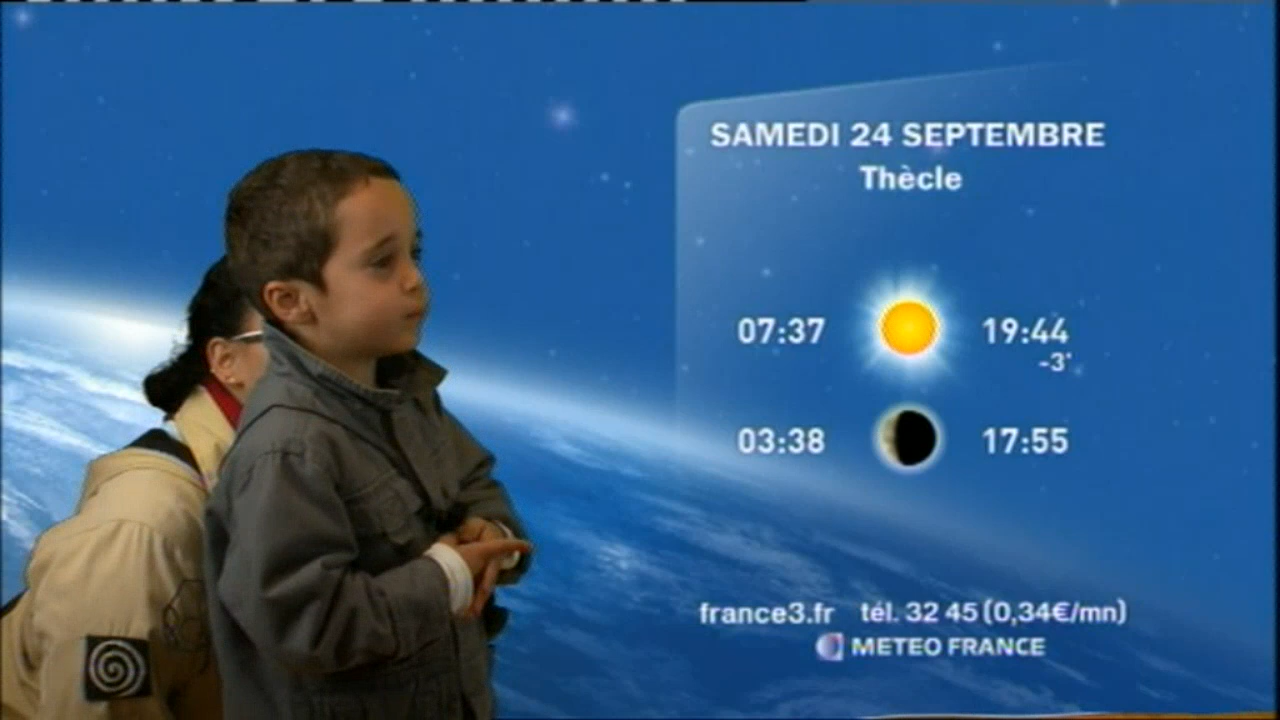 SAMEDI 24 SEPTEMBRE
Thècle
07:37 19:44
-3'
03:38 17:55
france3.fr tél. 32 45 (0,34€/mn)
METEO FRANCE